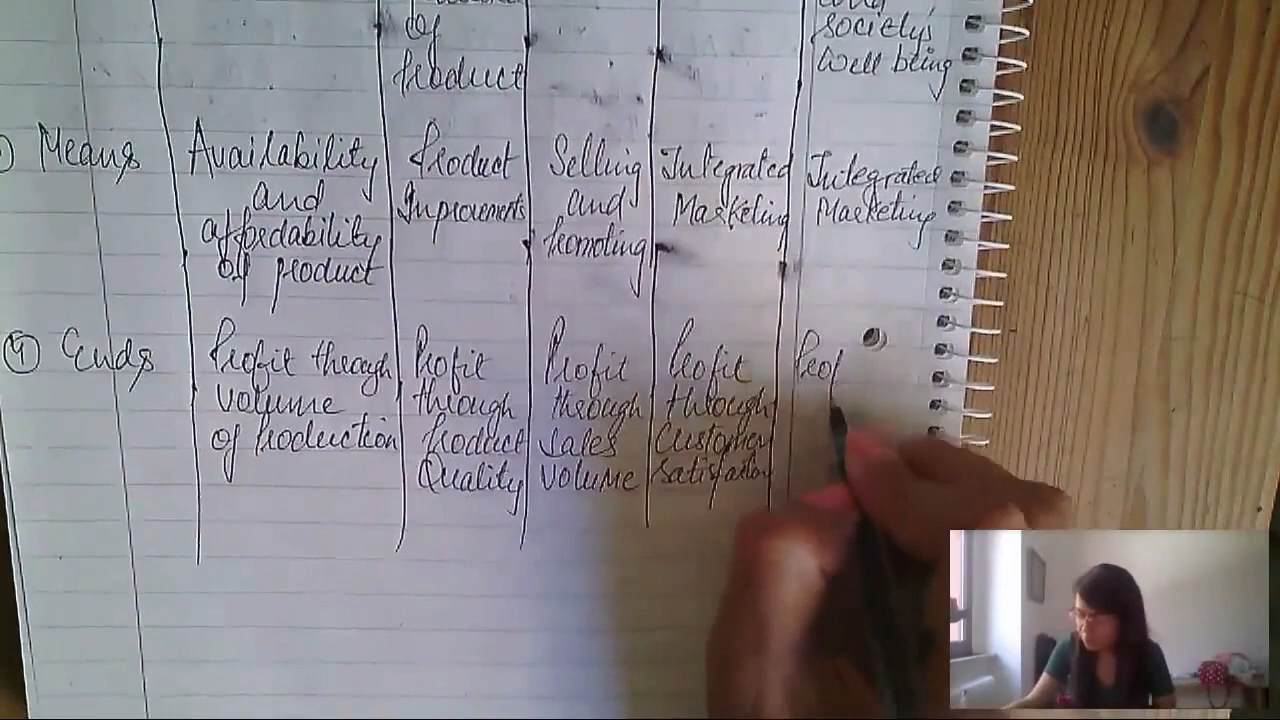 of
product
and
society's
well being
Means
Availability
and
affordability
of product
Product
Improvements
Selling
and
promoting
Integrated
Marketing
Integrated
Marketing
4 Ends
Profit through
volume
of production
Profit
through
product
Quality
Profit
through
sales
volume
Profit
through
Customer
satisfaction
Prof